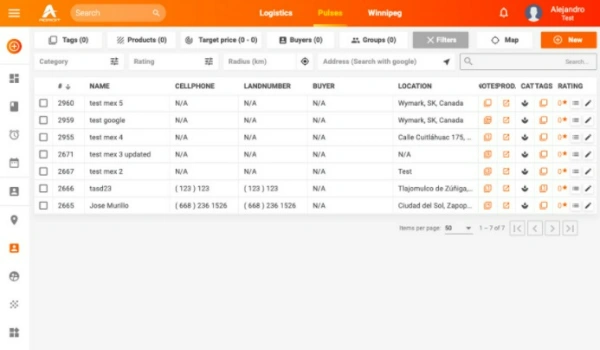 Search
Logistics Pulses Winnipeg
Alejandro
Test
Tags (0) Products (0) Target price (0 - 0) Buyers (0) Groups (0) Filters Map New
Category Rating Radius (km) Address (Search with google) Search...
# NAME CELLPHONE LANDNUMBER BUYER LOCATION NOTES PROD. CAT TAGS RATING
2960 test mex 5 N/A N/A N/A Wymark, SK, Canada 0
2959 test google N/A N/A N/A Wymark, SK, Canada 0
2955 test mex 4 N/A N/A N/A Calle Cuitláhuac 175, ... 0
2671 test mex 3 updated N/A N/A N/A N/A 0
2667 test mex 2 N/A N/A N/A Test 0
2666 tasd23 ( 123 ) 123 ( 123 ) 123 N/A Tlajomulco de Zúñiga,... 0
2665 Jose Murillo ( 668 ) 236 1526 ( 668 ) 236 1526 N/A Ciudad del Sol, Zapop... 0
Items per page: 50 1 – 7 of 7